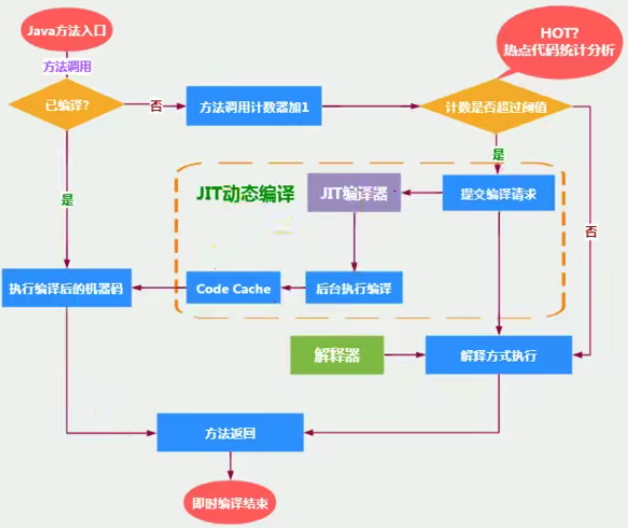 Java方法入口
HOT?
热点代码统计分析
方法调用
已编译?
否
方法调用计数器加1
计数是否超过阀值
是
JIT动态编译
JIT编译器
提交编译请求
是
否
执行编译后的机器码
Code Cache
后台执行编译
解释器
解释方式执行
方法返回
即时编译结束